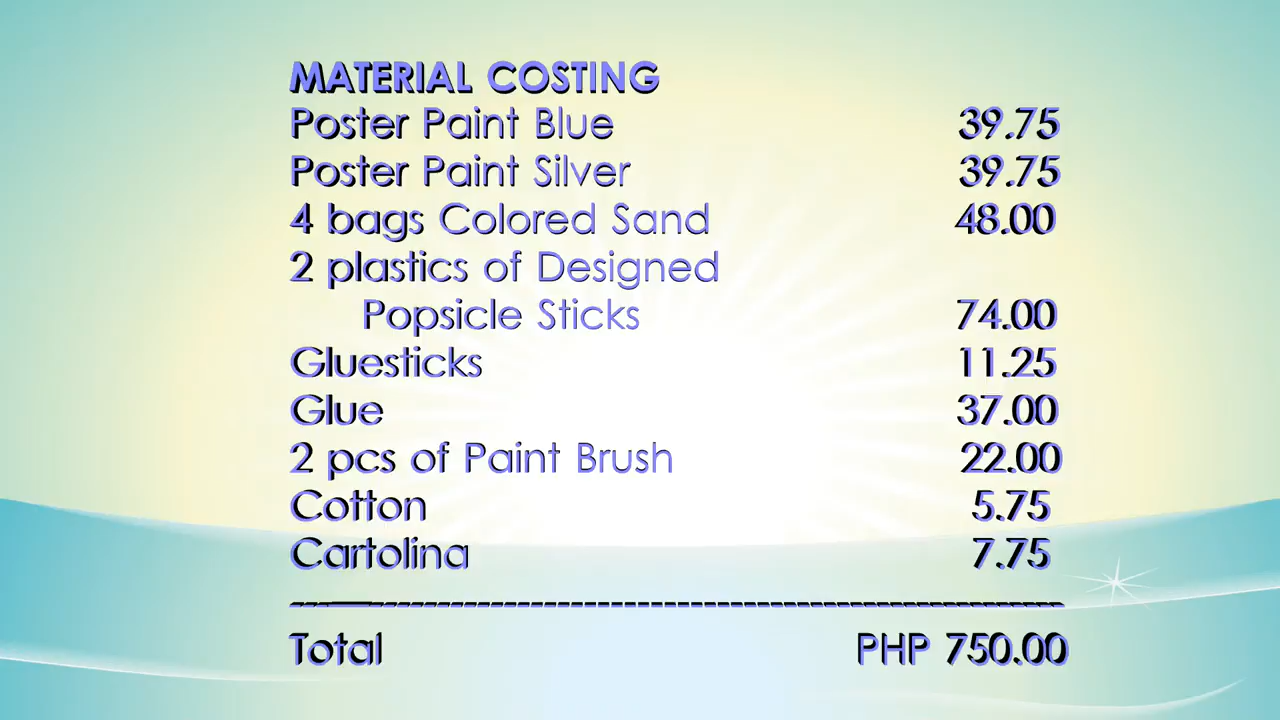 MATERIAL COSTING
Poster Paint Blue 39.75
Poster Paint Silver 39.75
4 bags Colored Sand 48.00
2 plastics of Designed
Popsicle Sticks 74.00
Gluesticks 11.25
Glue 37.00
2 pcs of Paint Brush 22.00
Cotton 5.75
Cartolina 7.75
Total PHP 750.00